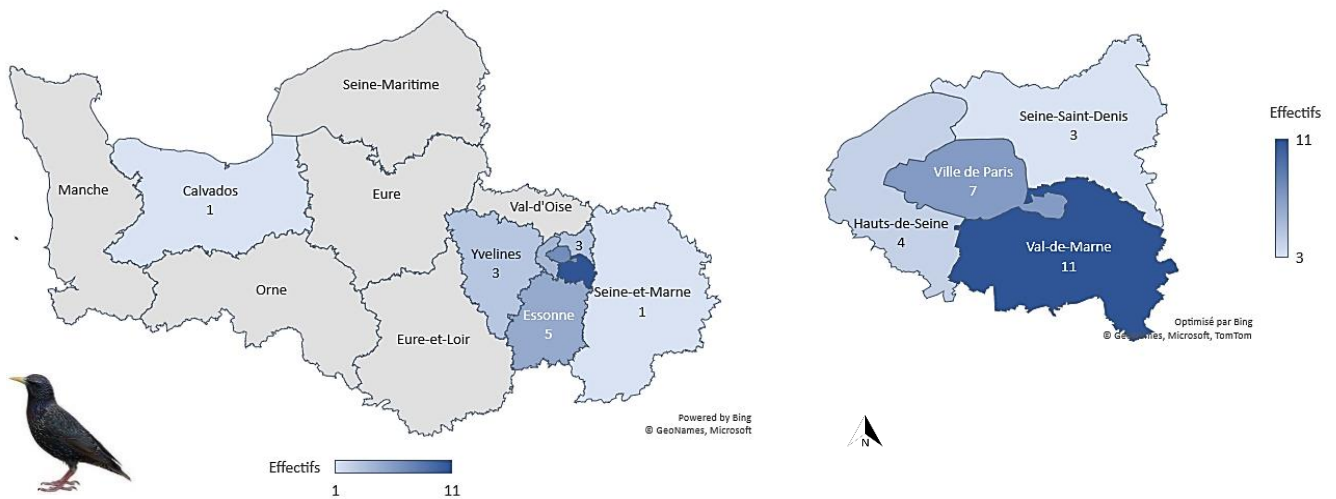 Seine-Maritime
Manche
Calvados
1
Eure
Val-d'Oise
Yvelines
3
3
Orne
Seine-et-Marne
1
Essonne
5
Eure-et-Loir
Powered by Bing
© GeoNames, Microsoft
Effectifs
1
11
Seine-Saint-Denis
3
Ville de Paris
7
Hauts-de-Seine
4
Val-de-Marne
11
Optimisé par Bing
© GeoNames, Microsoft, TomTom
Effectifs
11
3
N